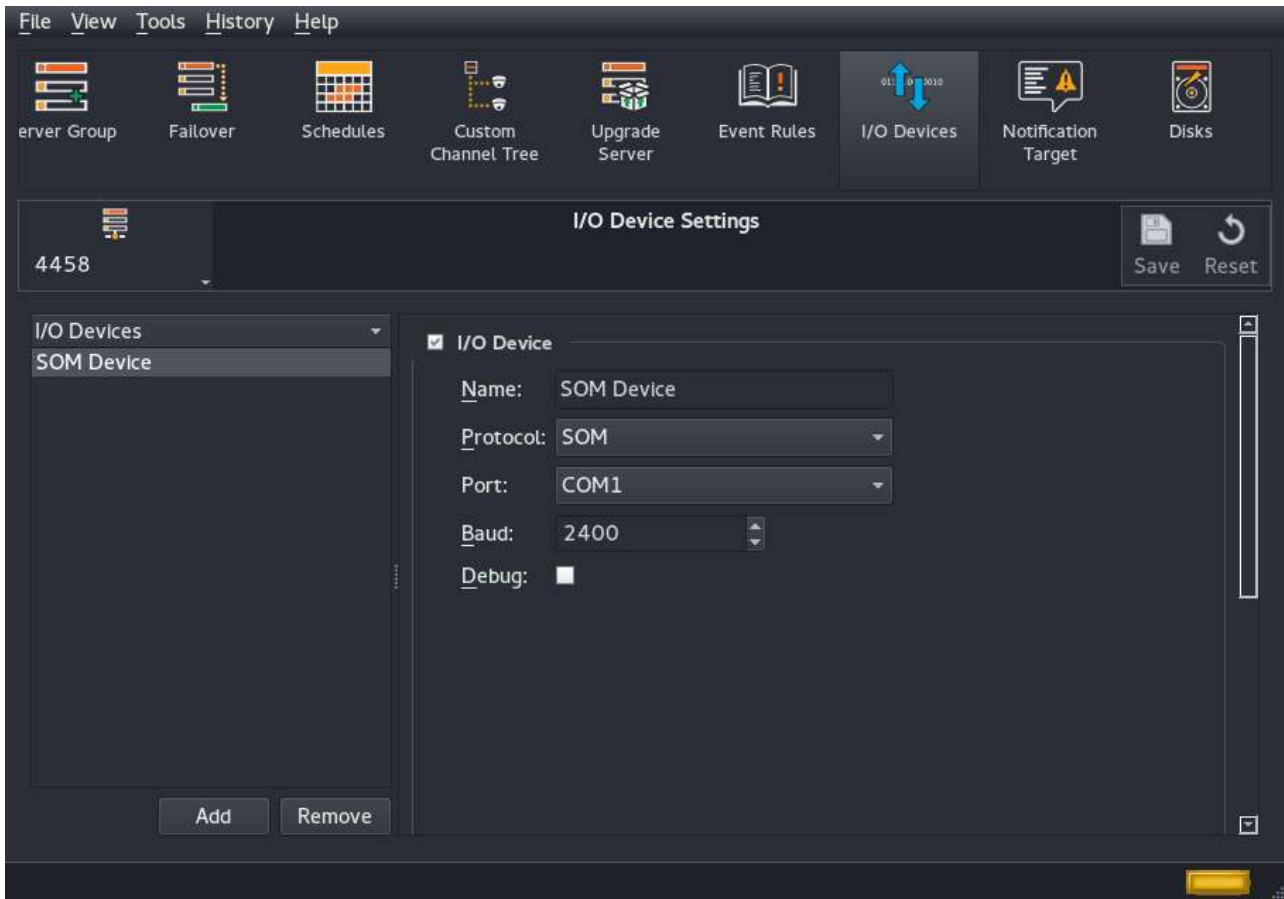 File View Tools History Help
erver Group Failover Schedules Custom Channel Tree Upgrade Server Event Rules I/O Devices Notification Target Disks
I/O Device Settings
4458
Save Reset
I/O Devices
SOM Device
I/O Device
Name: SOM Device
Protocol: SOM
Port: COM1
Baud: 2400
Debug:
Add Remove